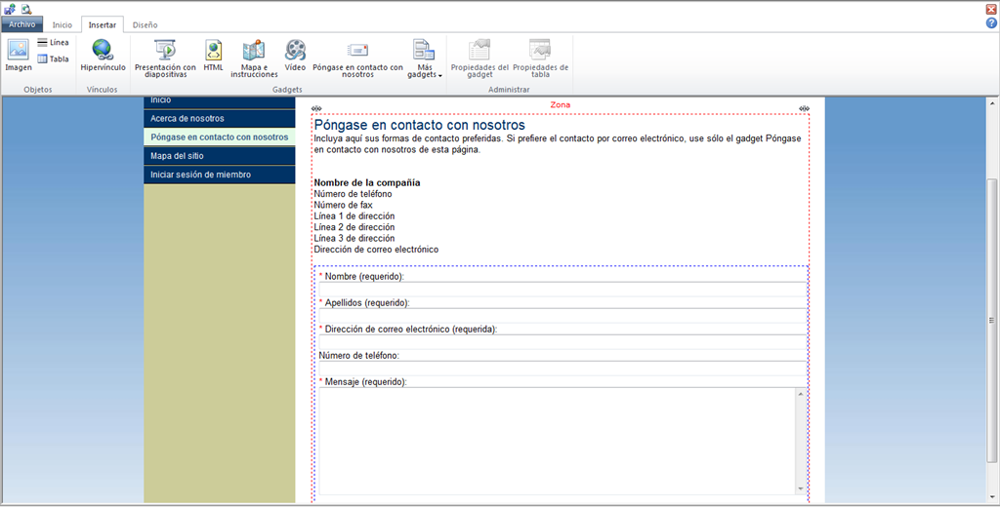 Archivo
Inicio
Insertar
Diseño
Imagen
Línea
Tabla
Objetos
Hipervínculo
Vínculos
Presentación con
diapositivas
HTML
Mapa e
instrucciones
Vídeo
Póngase en contacto con
nosotros
Más
gadgets
Gadgets
Propiedades del
gadget
Propiedades de
tabla
Administrar
Inicio
Acerca de nosotros
Póngase en contacto con nosotros
Mapa del sitio
Iniciar sesión de miembro
Zona
Póngase en contacto con nosotros
Incluya aquí sus formas de contacto preferidas. Si prefiere el contacto por correo electrónico, use sólo el gadget Póngase
en contacto con nosotros de esta página.
Nombre de la compañía
Número de teléfono
Número de fax
Línea 1 de dirección
Línea 2 de dirección
Línea 3 de dirección
Dirección de correo electrónico
* Nombre (requerido):
* Apellidos (requerido):
* Dirección de correo electrónico (requerida):
Número de teléfono:
* Mensaje (requerido):